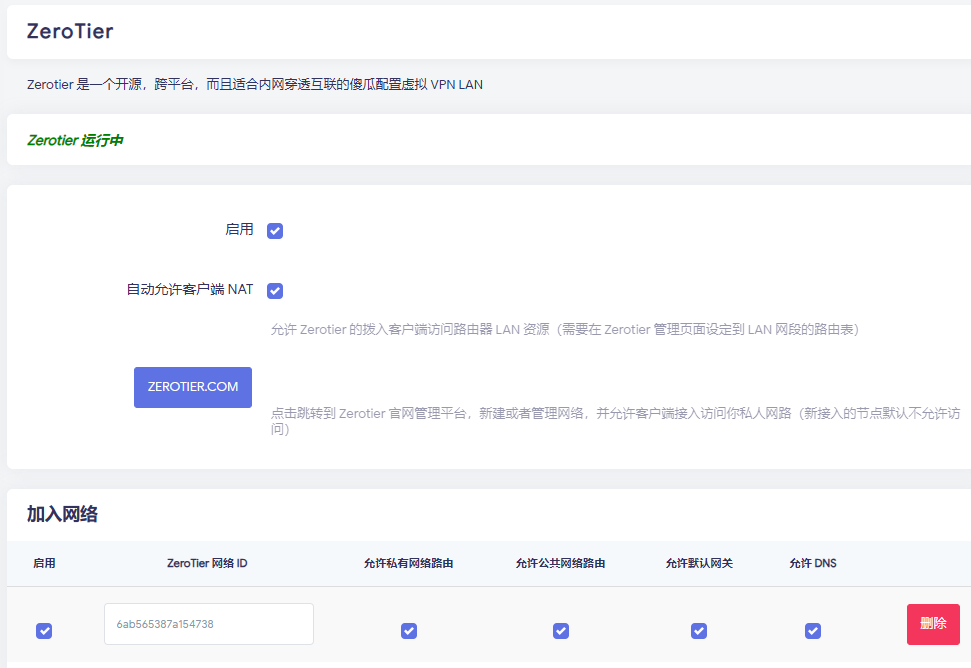 ZeroTier
Zerotier 是一个开源，跨平台，而且适合内网穿透互联的傻瓜配置虚拟 VPN LAN
Zerotier 运行中
启用
自动允许客户端 NAT
允许 Zerotier 的拨入客户端访问路由器 LAN 资源（需要在 Zerotier 管理页面设定到 LAN 网段的路由表）
ZEROTIER.COM
点击跳转到 Zerotier 官网管理平台，新建或者管理网络，并允许客户端接入访问你私人网路（新接入的节点默认不允许访
问）
加入网络
启用 ZeroTier 网络 ID 允许私有网络路由 允许公共网络路由 允许默认网关 允许 DNS
6ab565387a154738 删除